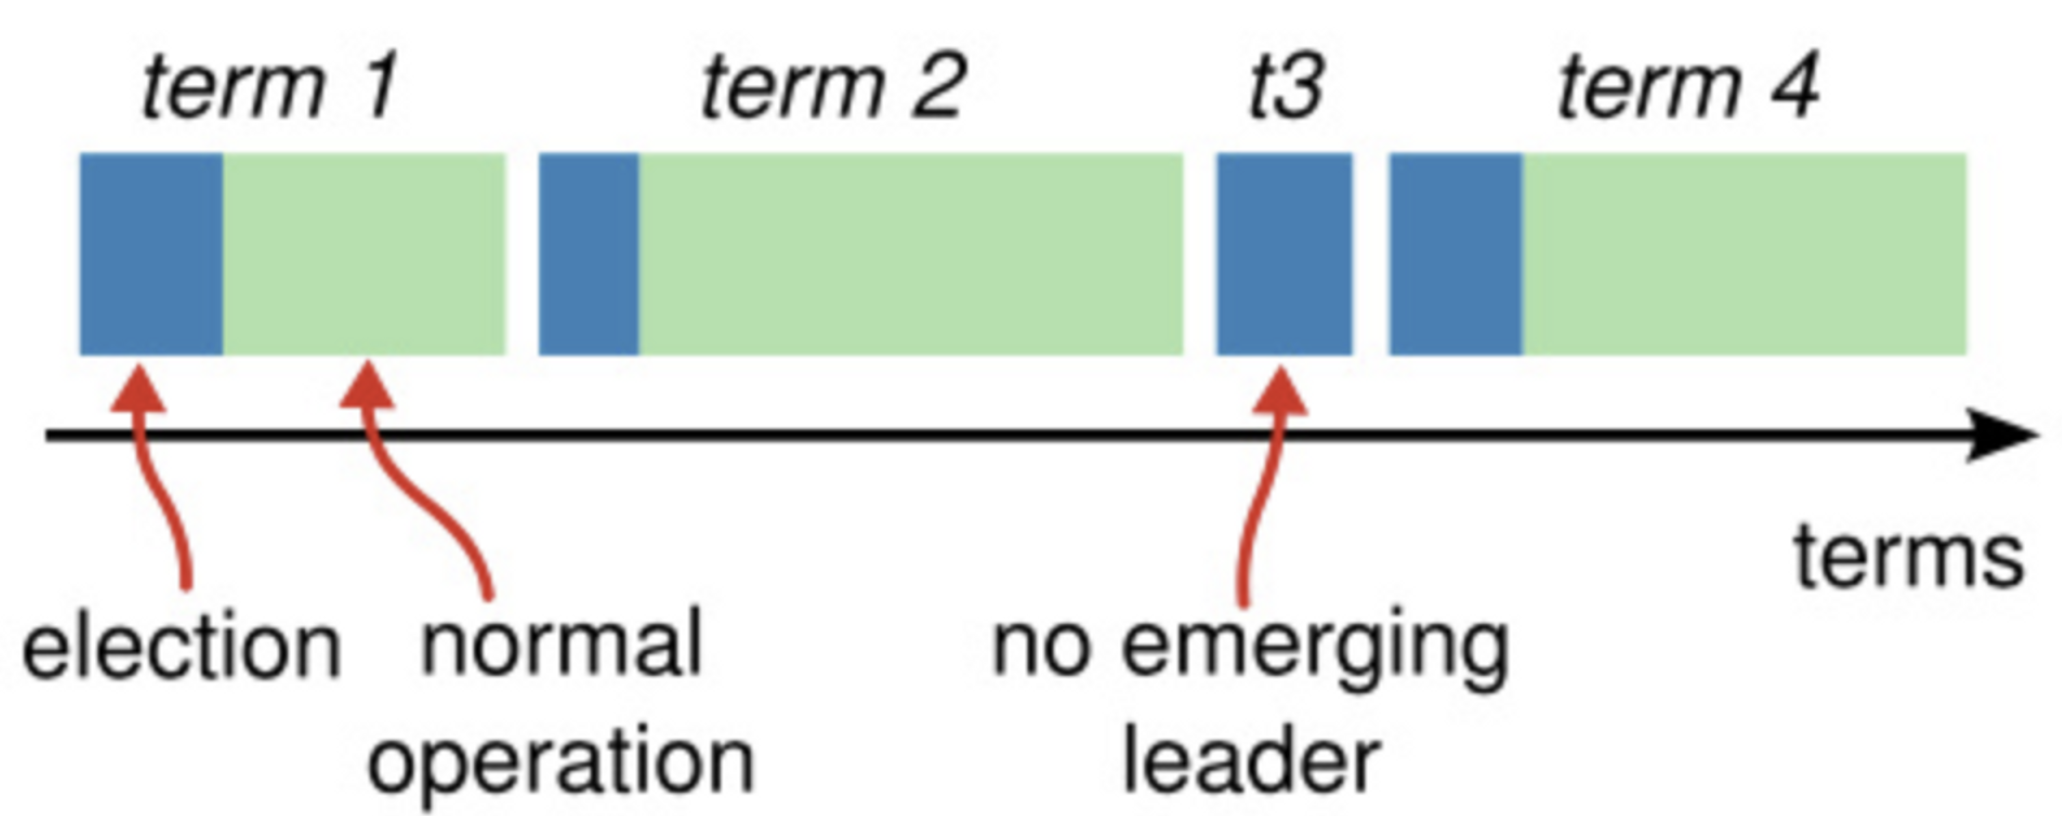 term 1
term 2
t3
term 4
terms
election
normal
operation
no emerging
leader